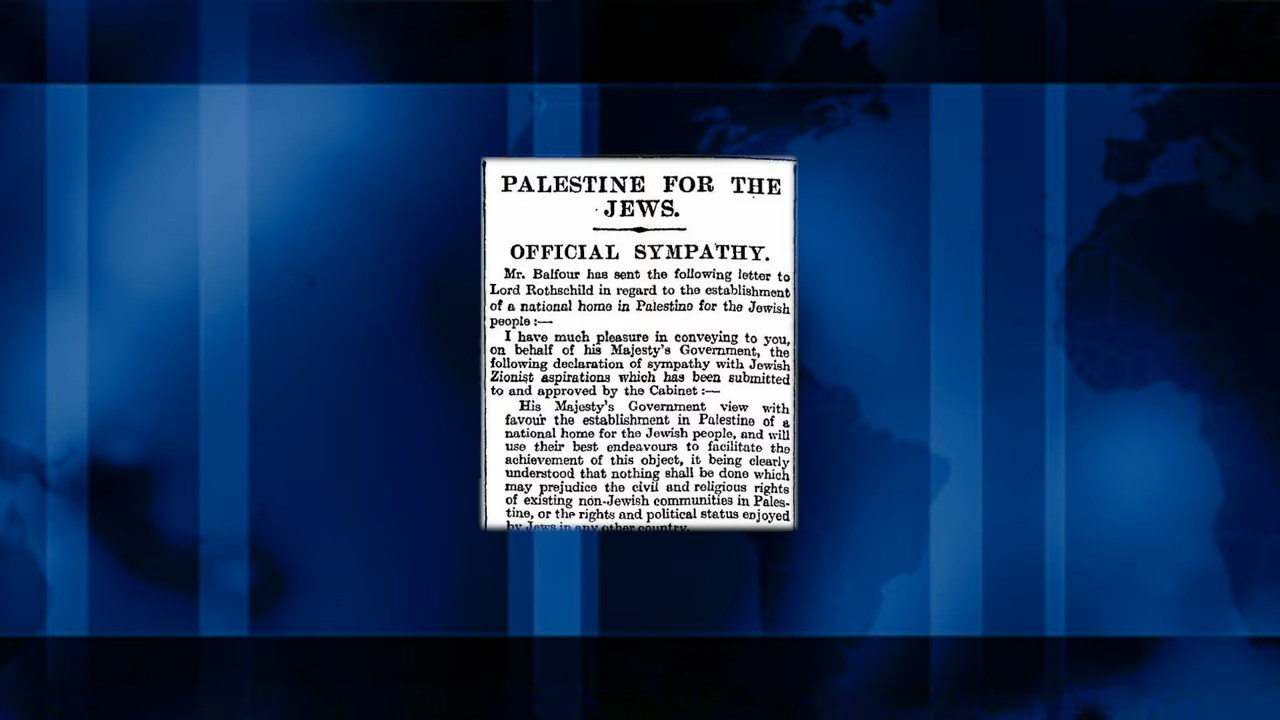 PALESTINE FOR THE
JEWS.
OFFICIAL SYMPATHY.
Mr. Balfour has sent the following letter to
Lord Rothschild in regard to the establishment
of a national home in Palestine for the Jewish
people :—
I have much pleasure in conveying to you,
on behalf of his Majesty's Government, the
following declaration of sympathy with Jewish
Zionist aspirations which has been submitted
to and approved by the Cabinet :—
His Majesty's Government view with
favour the establishment in Palestine of a
national home for the Jewish people, and will
use their best endeavours to facilitate the
achievement of this object, it being clearly
understood that nothing shall be done which
may prejudice the civil and religious rights
of existing non-Jewish communities in Pales-
tine, or the rights and political status enjoyed
by Jews in any other country.